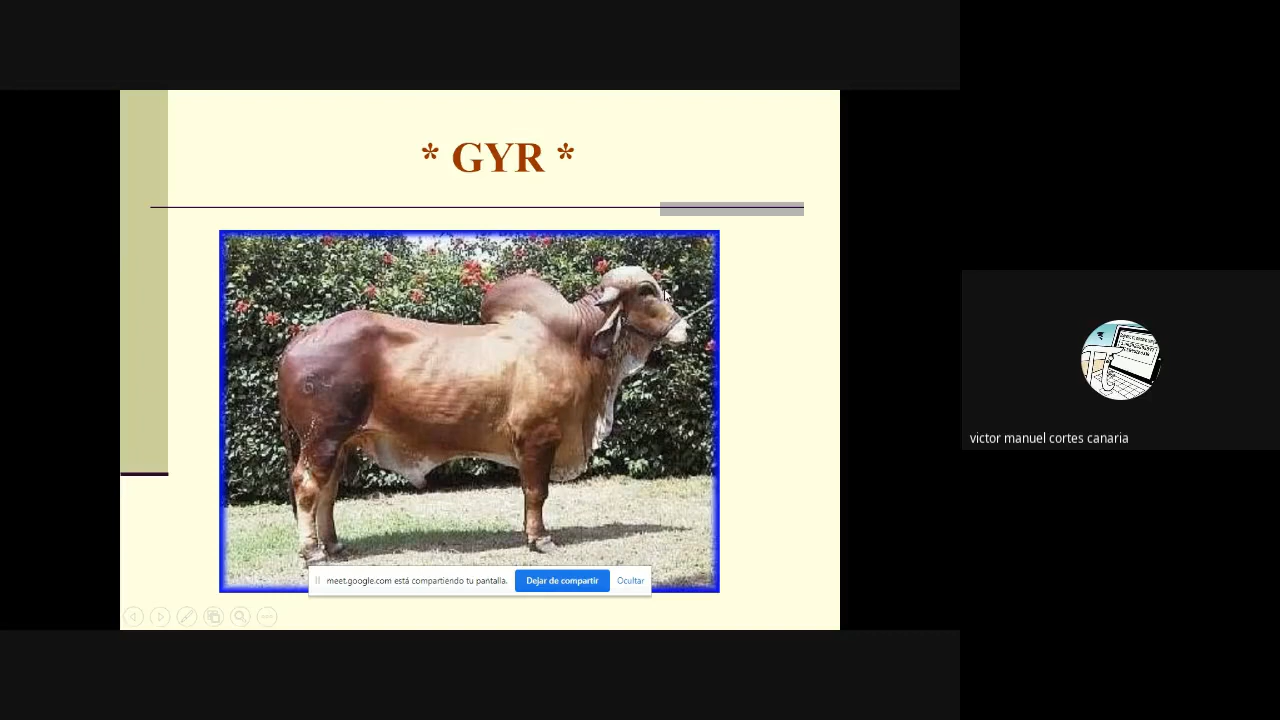 * GYR *
meet.google.com está compartiendo tu pantalla.
Dejar de compartir
Ocultar
victor manuel cortes canaria